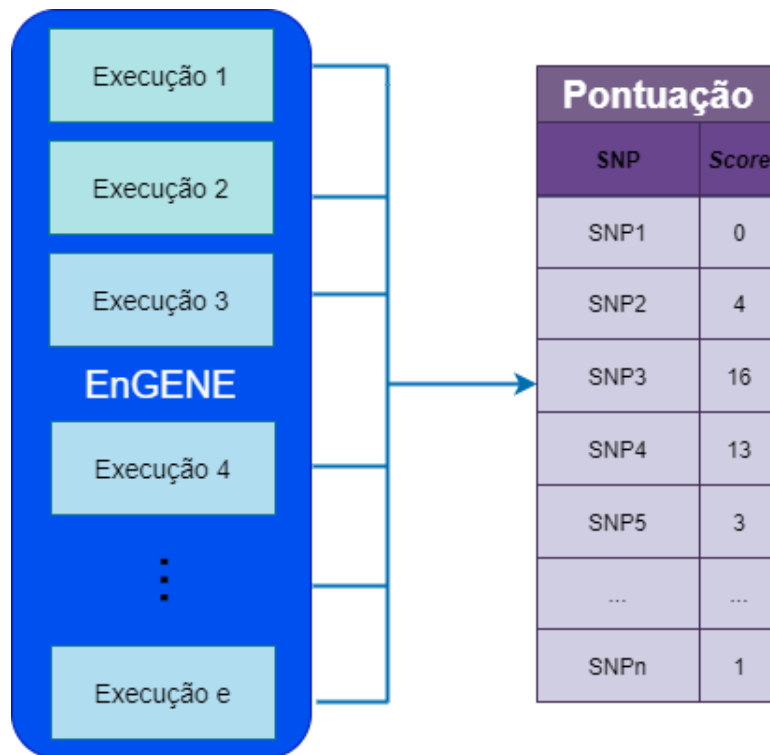 Execução 1
Execução 2
Execução 3
EnGENE
Execução 4
⋮
Execução e
Pontuação
SNP Score
SNP1 0
SNP2 4
SNP3 16
SNP4 13
SNP5 3
... ...
SNPn 1